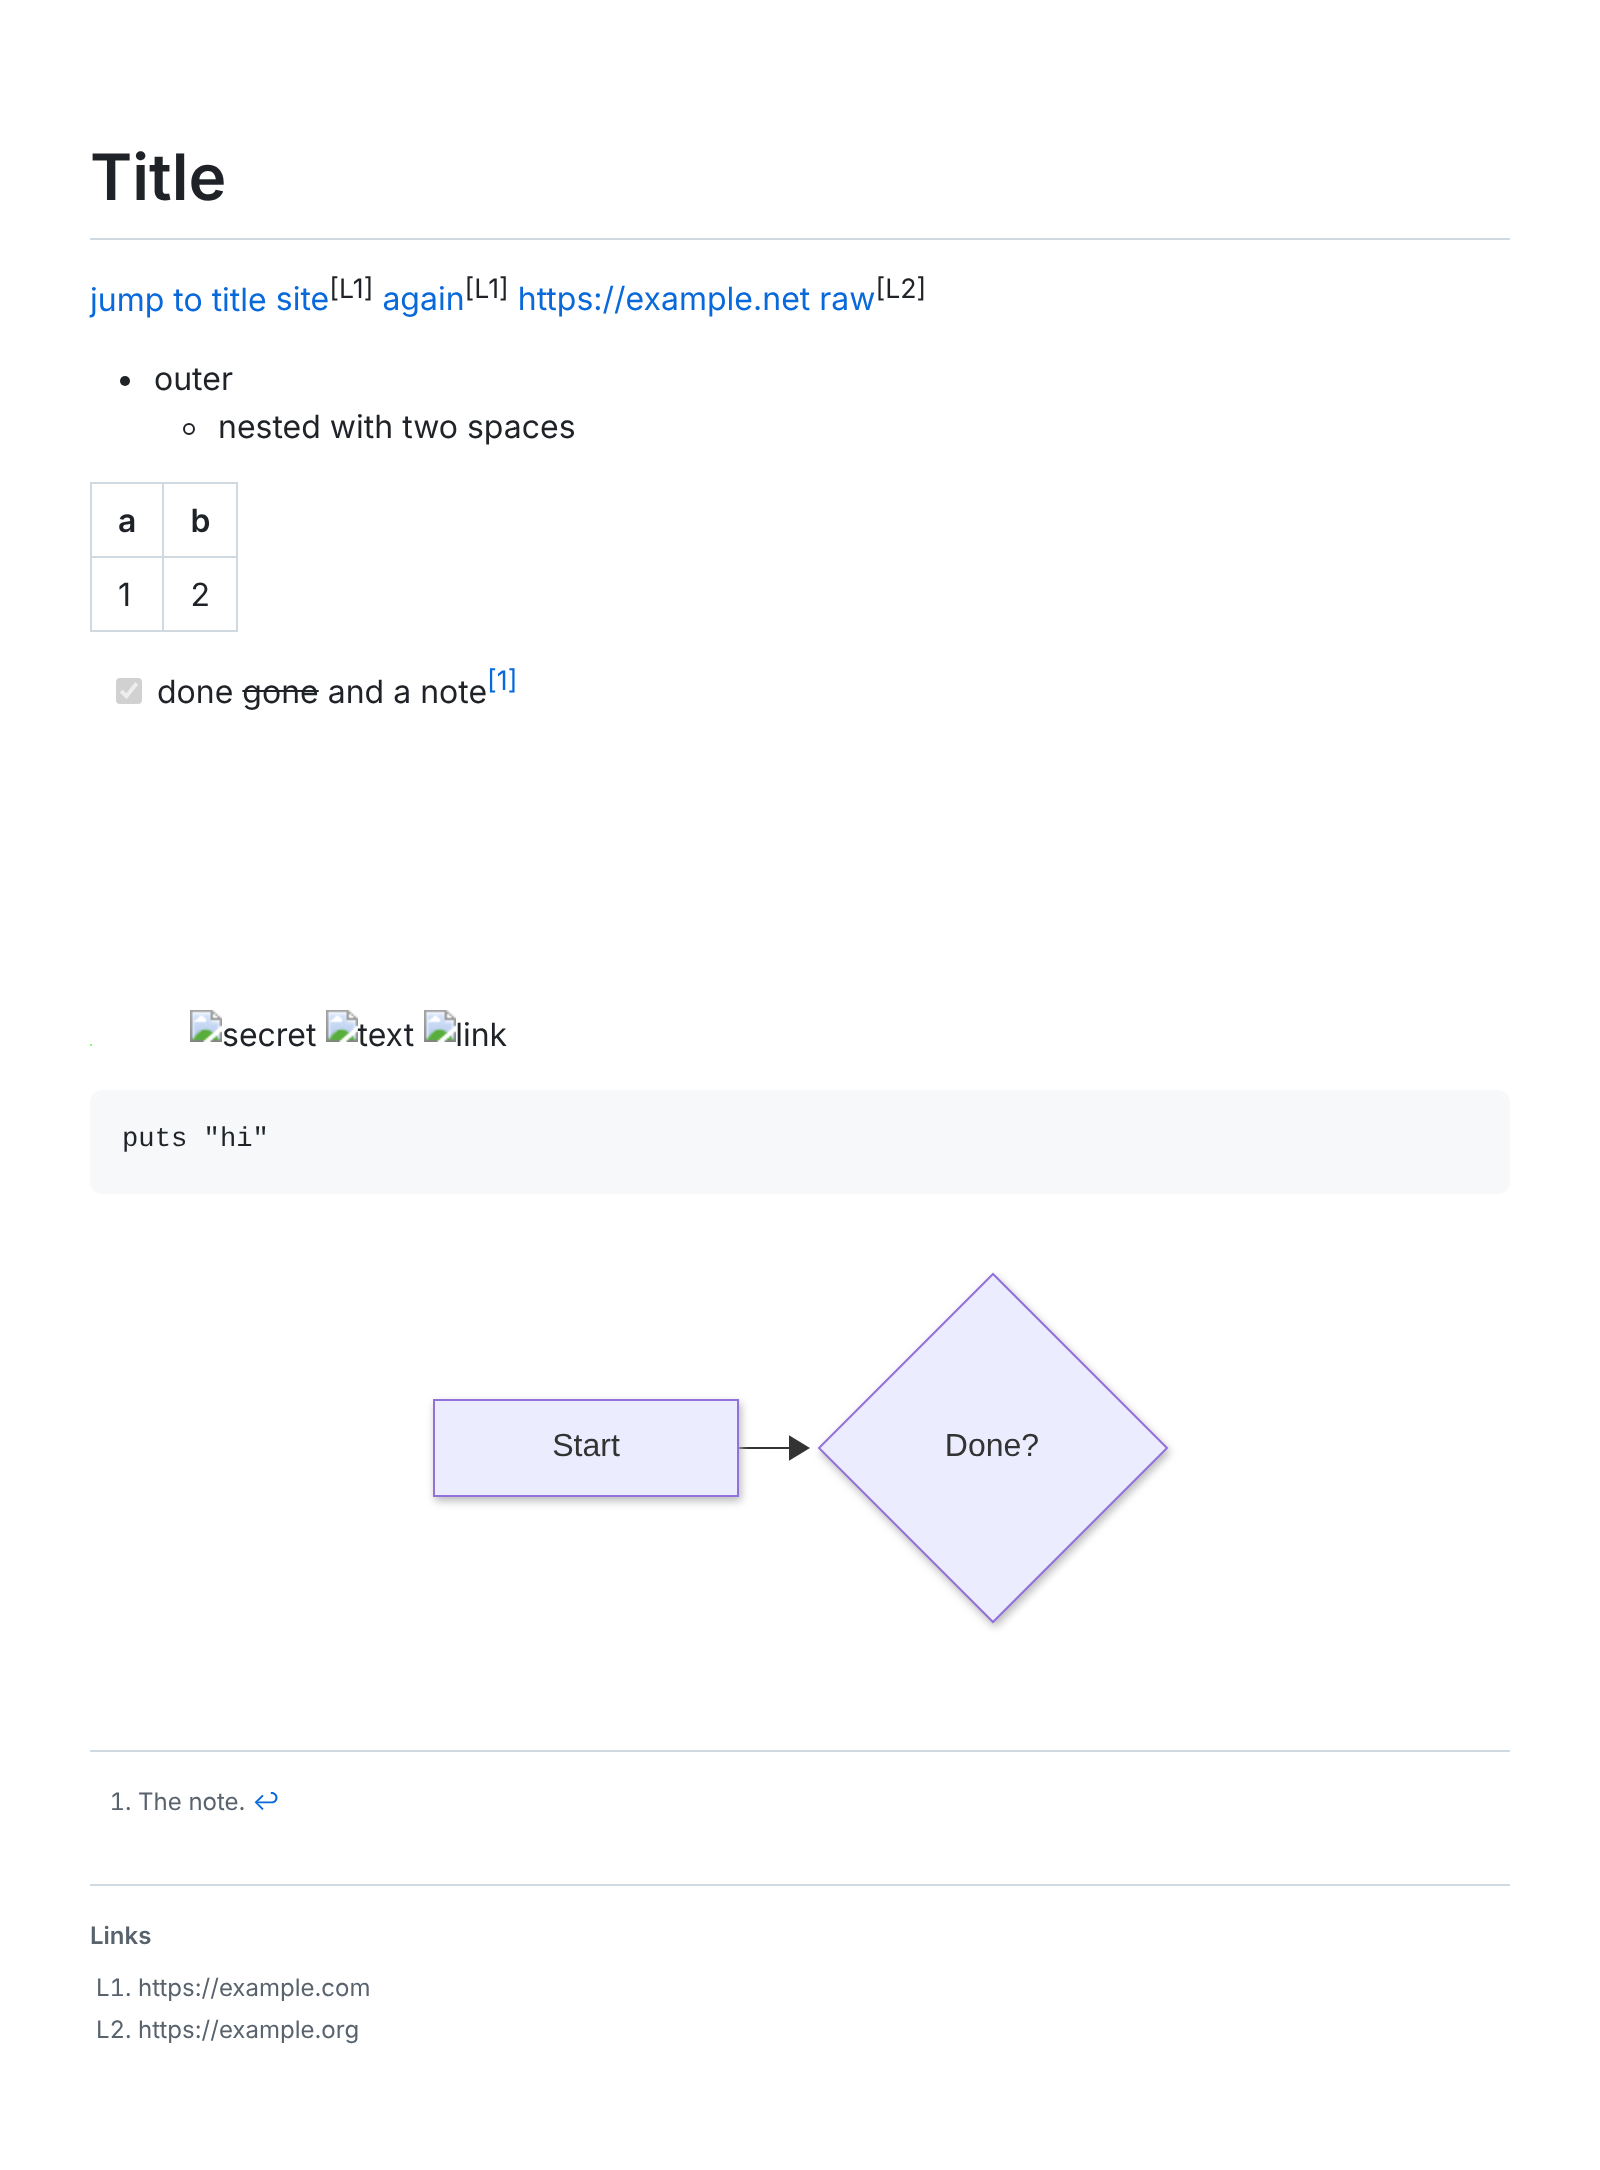 Title
jump to title site[L1] again[L1] https://example.net raw[L2]
outer
nested with two spaces
a b
1 2
done gone and a note[1]
secret text link
puts "hi"
Start Done?
1. The note. ↩
Links
L1. https://example.com
L2. https://example.org